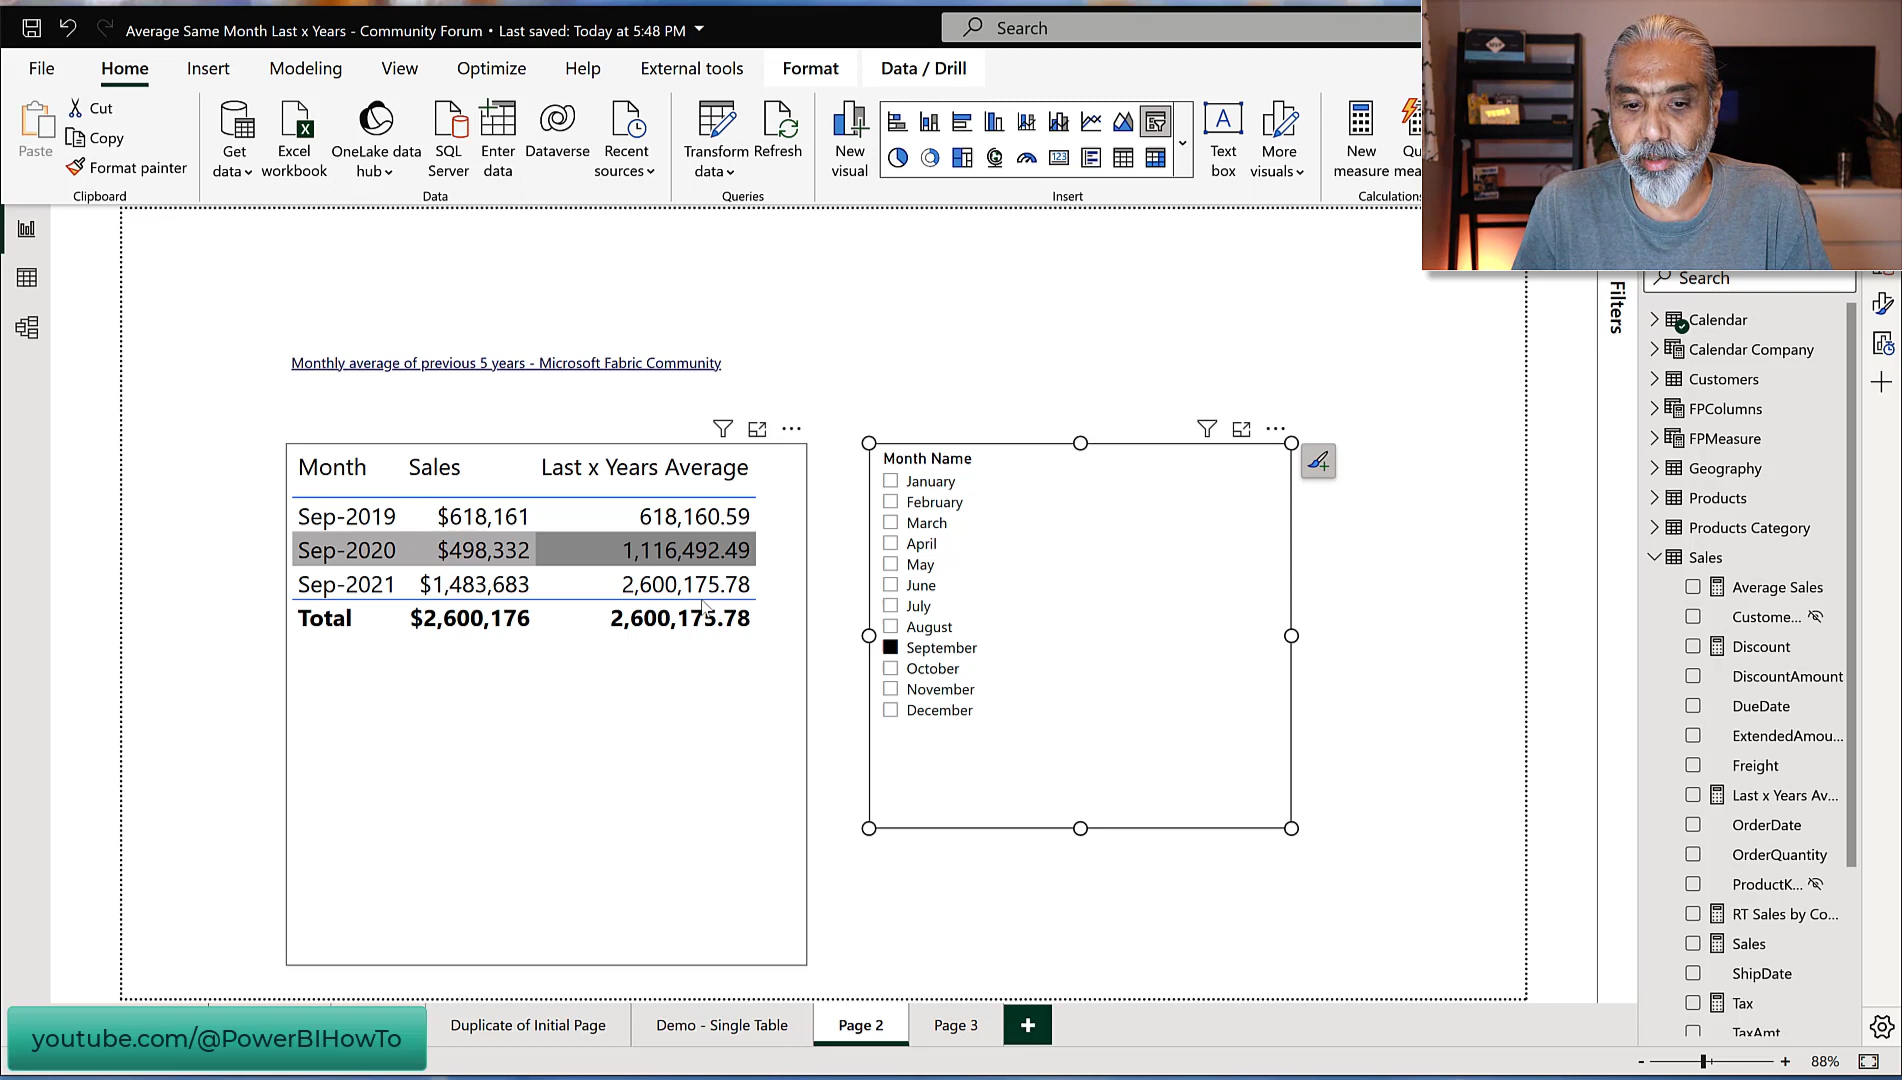 Average Same Month Last x Years - Community Forum • Last saved: Today at 5:48 PM
Search
File
Home
Insert
Modeling
View
Optimize
Help
External tools
Format
Data / Drill
Paste
Cut
Copy
Format painter
Clipboard
Get data
Excel workbook
OneLake data hub
SQL Server
Enter data
Dataverse
Recent sources
Data
Transform data
Refresh
Queries
New visual
Text box
More visuals
Insert
New measure
Calculations
Monthly average of previous 5 years - Microsoft Fabric Community
Month Sales Last x Years Average
Sep-2019 $618,161 618,160.59
Sep-2020 $498,332 1,116,492.49
Sep-2021 $1,483,683 2,600,175.78
Total $2,600,176 2,600,175.78
Month Name
January
February
March
April
May
June
July
August
September
October
November
December
Filters
Search
Calendar
Calendar Company
Customers
FPColumns
FPMeasure
Geography
Products
Products Category
Sales
Average Sales
Custome...
Discount
DiscountAmount
DueDate
ExtendedAmou...
Freight
Last x Years Av...
OrderDate
OrderQuantity
ProductK...
RT Sales by Co...
Sales
ShipDate
Tax
TaxAmt
youtube.com/@PowerBIHowTo
Duplicate of Initial Page
Demo - Single Table
Page 2
Page 3
88%